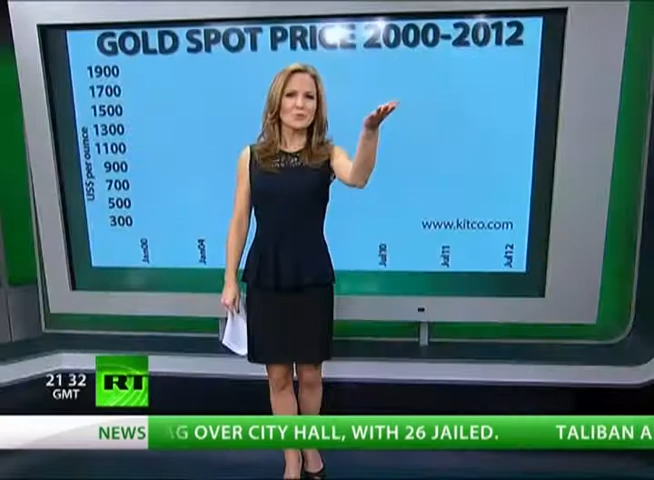 GOLD SPOT PRICE 2000-2012
1900
1700
1500
1300
1100
900
700
500
300
US$ per ounce
www.kitco.com
Jan00
Jan04
Jul10
Jul11
Jul12
21 32
GMT
RT
NEWS
OVER CITY HALL, WITH 26 JAILED.
TALIBAN A